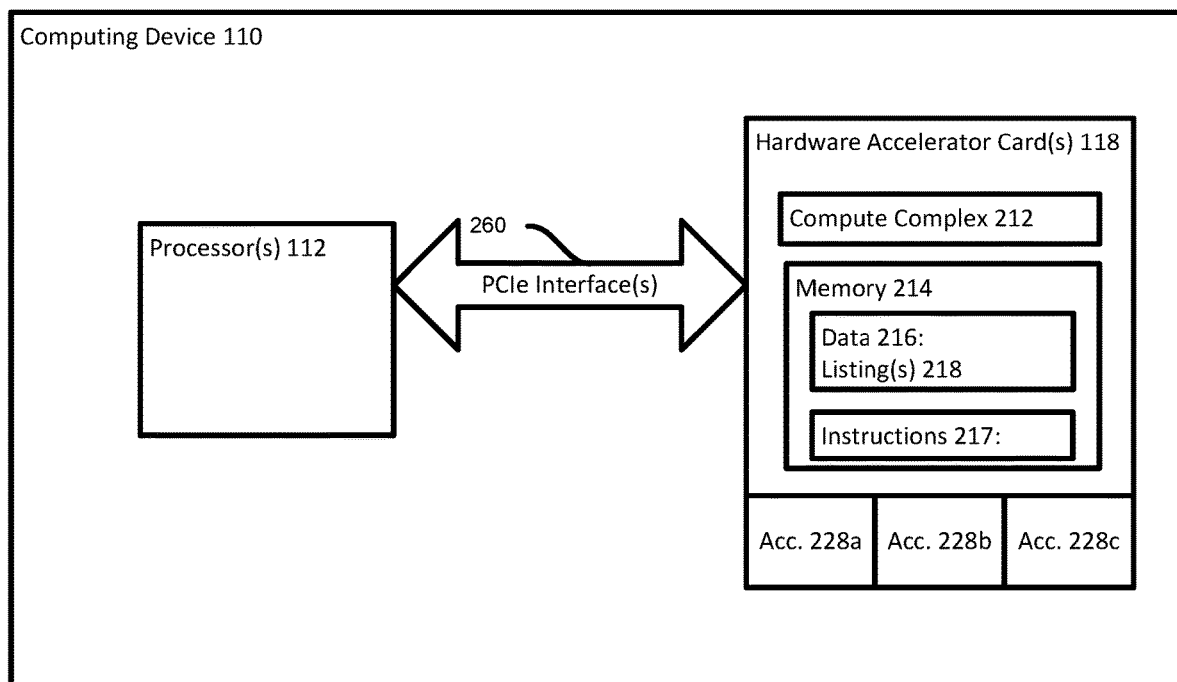 Computing Device 110
Hardware Accelerator Card(s) 118
Compute Complex 212
Processor(s) 112
260
PCIe Interface(s)
Memory 214
Data 216:
Listing(s) 218
Instructions 217:
Acc. 228a
Acc. 228b
Acc. 228c